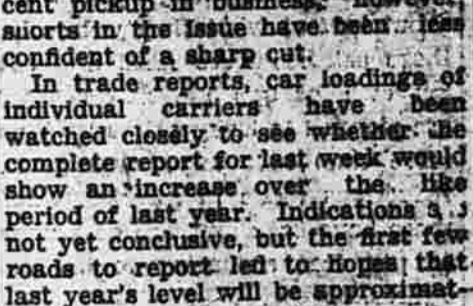 cent pickup in business, however,
shorts in the issue have been less
confident of a sharp cut.
In trade reports, car loadings of
individual carriers have been
watched closely to see whether the
complete report for last week would
show an increase over the like
period of last year. Indications a
not yet conclusive, but the first few
roads to report led to hopes that
last year's level will be approximat-